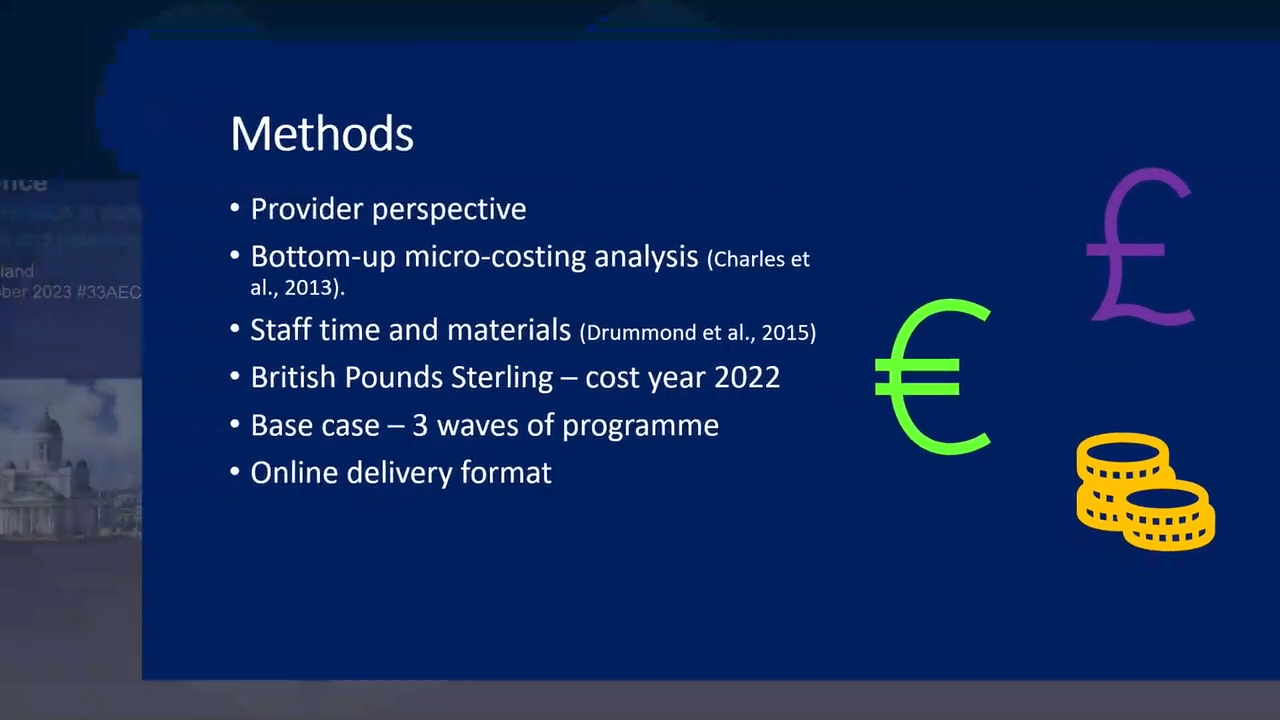 Methods
• Provider perspective
• Bottom-up micro-costing analysis (Charles et
al., 2013).
• Staff time and materials (Drummond et al., 2015)
• British Pounds Sterling – cost year 2022
• Base case – 3 waves of programme
• Online delivery format
land
ber 2023 #33AEC